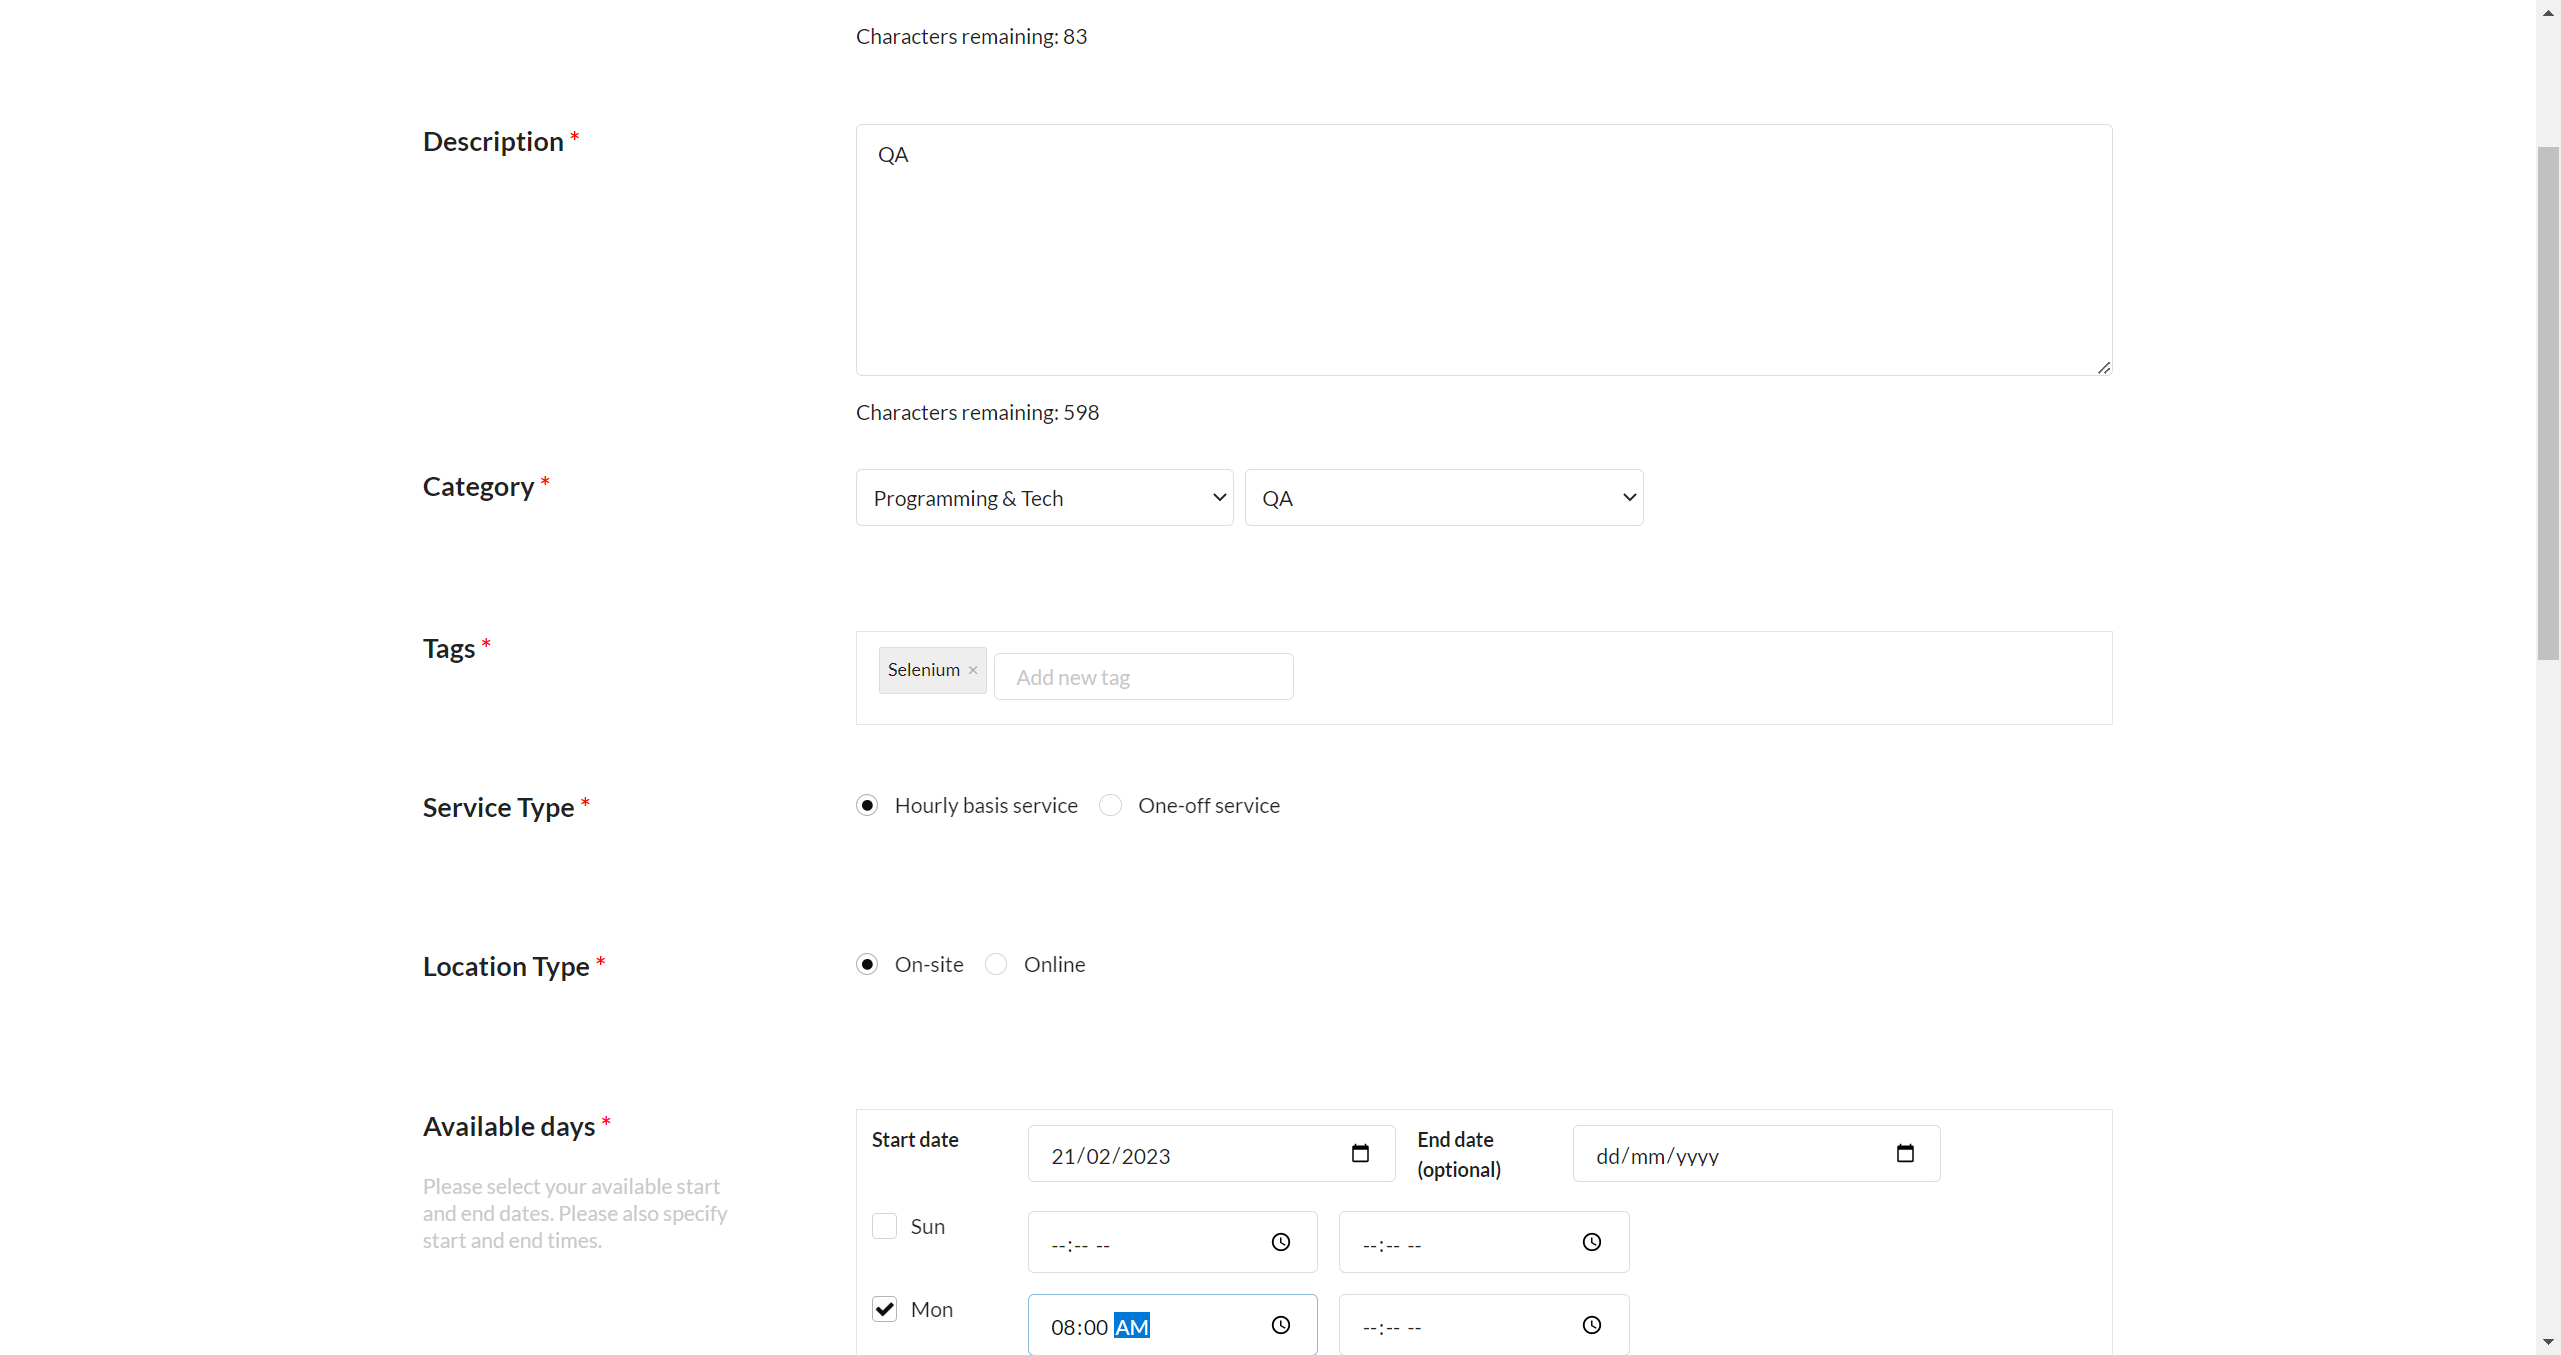 Characters remaining: 83
Description *
QA
Characters remaining: 598
Category *
Programming & Tech
QA
Tags *
Selenium ×
Add new tag
Service Type *
Hourly basis service
One-off service
Location Type *
On-site
Online
Available days *
Please select your available start
and end dates. Please also specify
start and end times.
Start date
21/02/2023
End date
(optional)
dd/mm/yyyy
Sun
--:-- --
--:-- --
Mon
08:00 AM
--:-- --